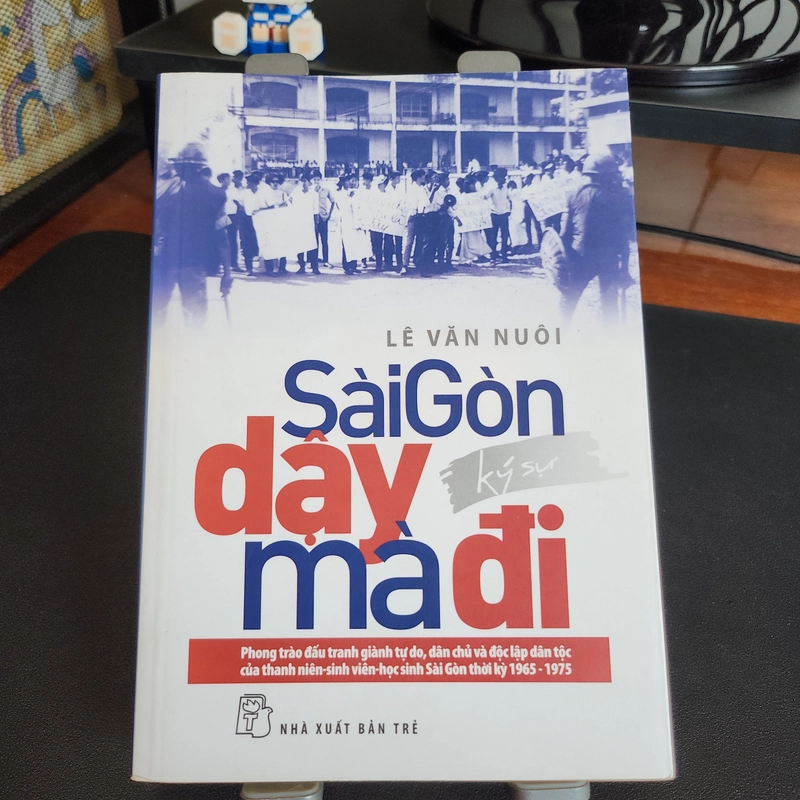 LÊ VĂN NUÔI
SàiGòn
dậy
ký sự
mà đi
Phong trào đấu tranh giành tự do, dân chủ và độc lập dân tộc
của thanh niên-sinh viên-học sinh Sài Gòn thời kỳ 1965 - 1975
NHÀ XUẤT BẢN TRẺ